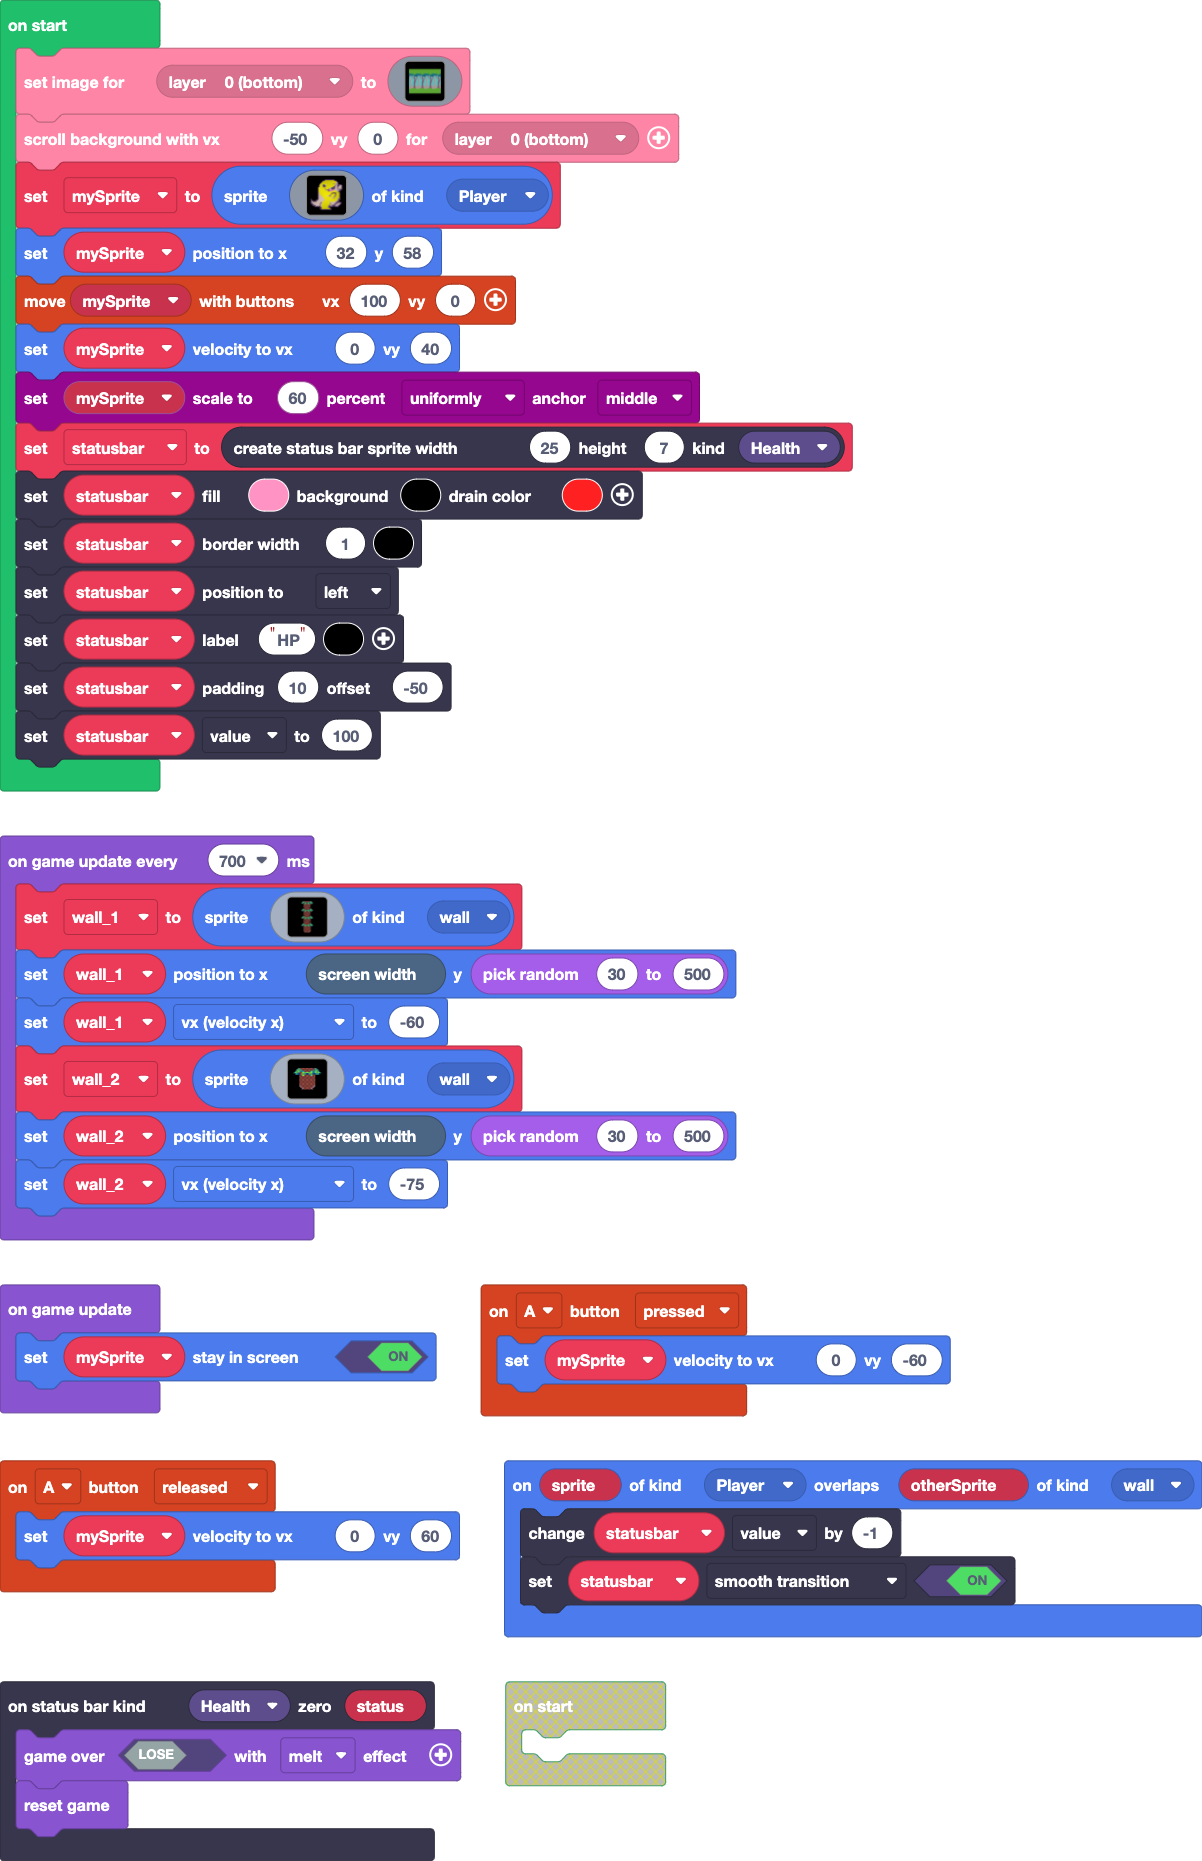 on start
set image for layer 0 (bottom) to
scroll background with vx -50 vy 0 for layer 0 (bottom)
set mySprite to sprite of kind Player
set mySprite position to x 32 y 58
move mySprite with buttons vx 100 vy 0
set mySprite velocity to vx 0 vy 40
set mySprite scale to 60 percent uniformly anchor middle
set statusbar to create status bar sprite width 25 height 7 kind Health
set statusbar fill background drain color
set statusbar border width 1
set statusbar position to left
set statusbar label "HP"
set statusbar padding 10 offset -50
set statusbar value to 100
on game update every 700 ms
set wall_1 to sprite of kind wall
set wall_1 position to x screen width y pick random 30 to 500
set wall_1 vx (velocity x) to -60
set wall_2 to sprite of kind wall
set wall_2 position to x screen width y pick random 30 to 500
set wall_2 vx (velocity x) to -75
on game update
set mySprite stay in screen ON
on A button pressed
set mySprite velocity to vx 0 vy -60
on A button released
set mySprite velocity to vx 0 vy 60
on sprite of kind Player overlaps otherSprite of kind wall
change statusbar value by -1
set statusbar smooth transition ON
on status bar kind Health zero status
game over LOSE with melt effect
reset game
on start